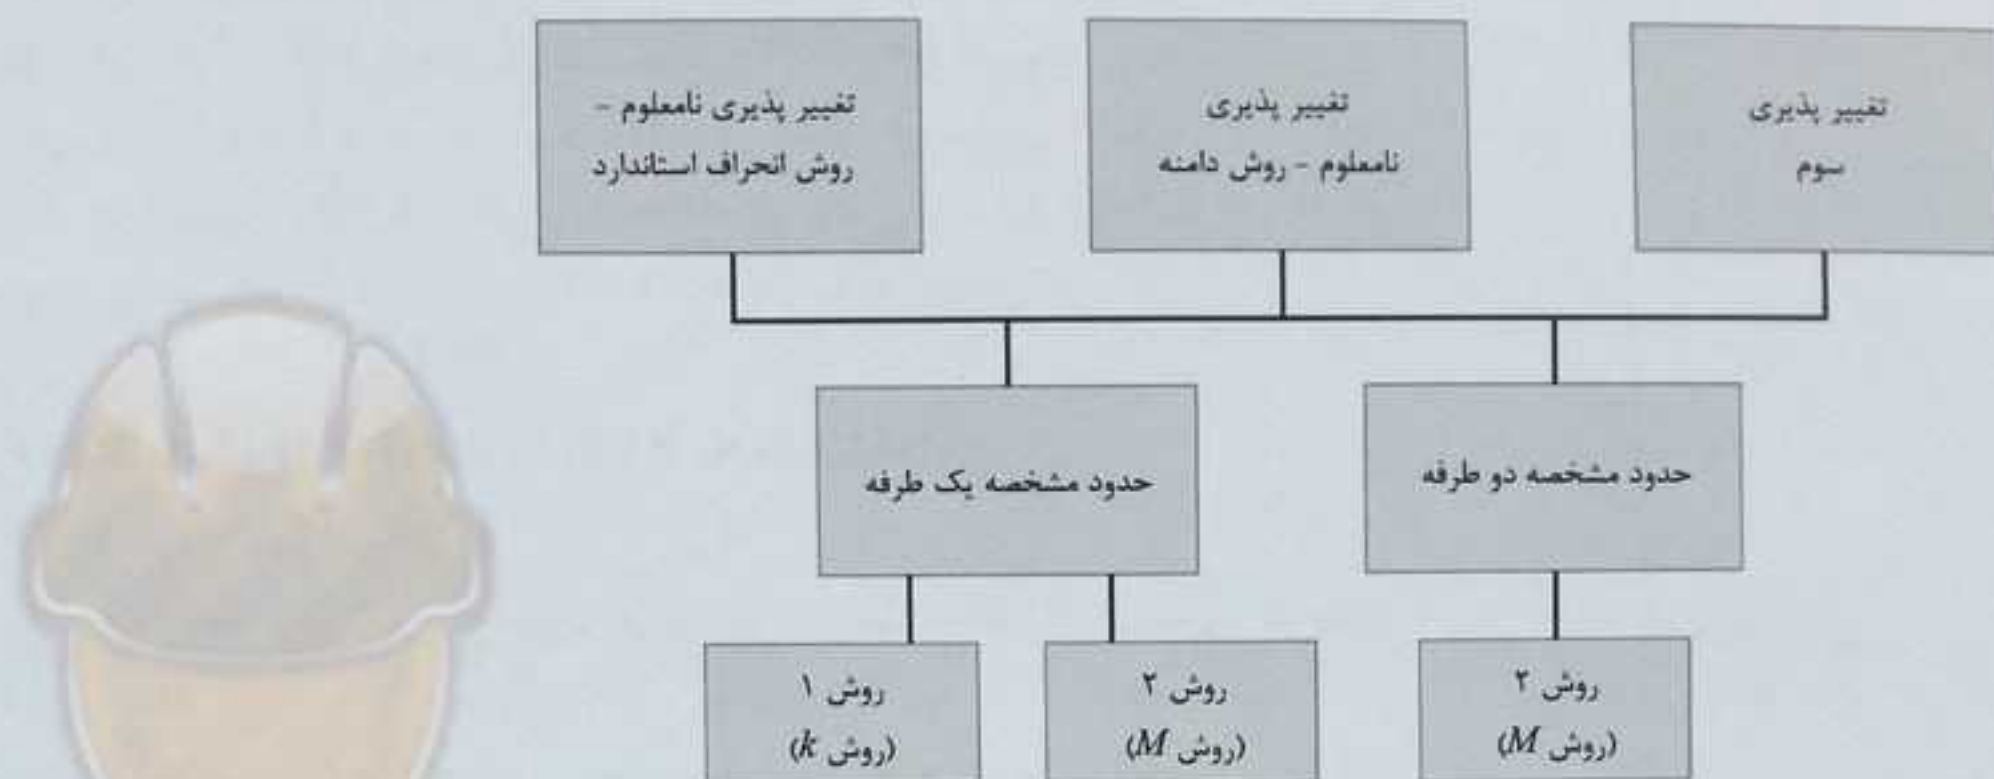 تغییر پذیری
سوم
تغییر پذیری
نامعلوم - روش دامنه
تغییر پذیری نامعلوم -
روش انحراف استاندارد
حدود مشخصه دو طرفه
حدود مشخصه یک طرفه
روش ۲
(روش M)
روش ۲
(روش M)
روش ۱
(روش k)